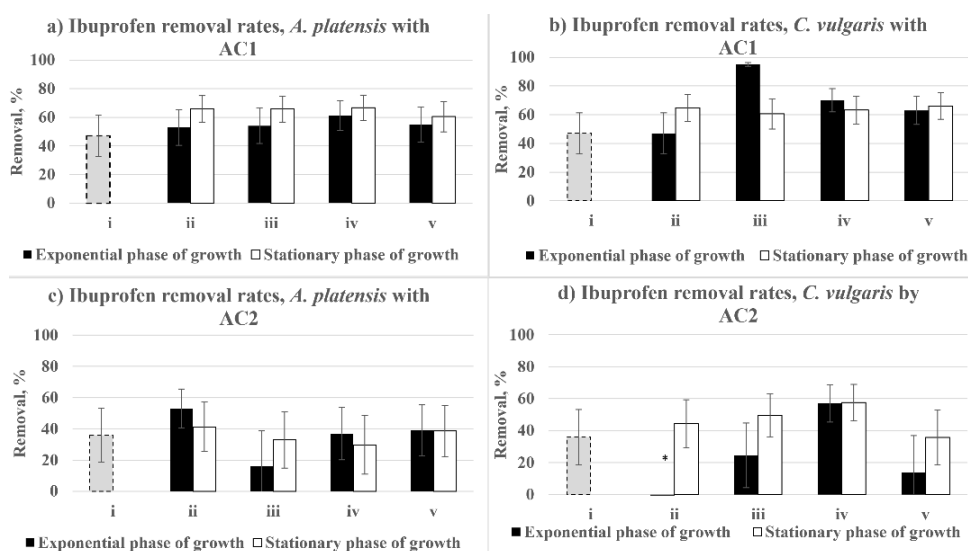 a) Ibuprofen removal rates, A. platensis with
AC1
Removal, %
100
80
60
40
20
0
i ii iii iv v
Exponential phase of growth Stationary phase of growth
b) Ibuprofen removal rates, C. vulgaris with
AC1
Removal, %
100
80
60
40
20
0
i ii iii iv v
Exponential phase of growth Stationary phase of growth
c) Ibuprofen removal rates, A. platensis with
AC2
Removal, %
100
80
60
40
20
0
i ii iii iv v
Exponential phase of growth Stationary phase of growth
d) Ibuprofen removal rates, C. vulgaris by
AC2
Removal, %
100
80
60
40
20
0
*
i ii iii iv v
Exponential phase of growth Stationary phase of growth